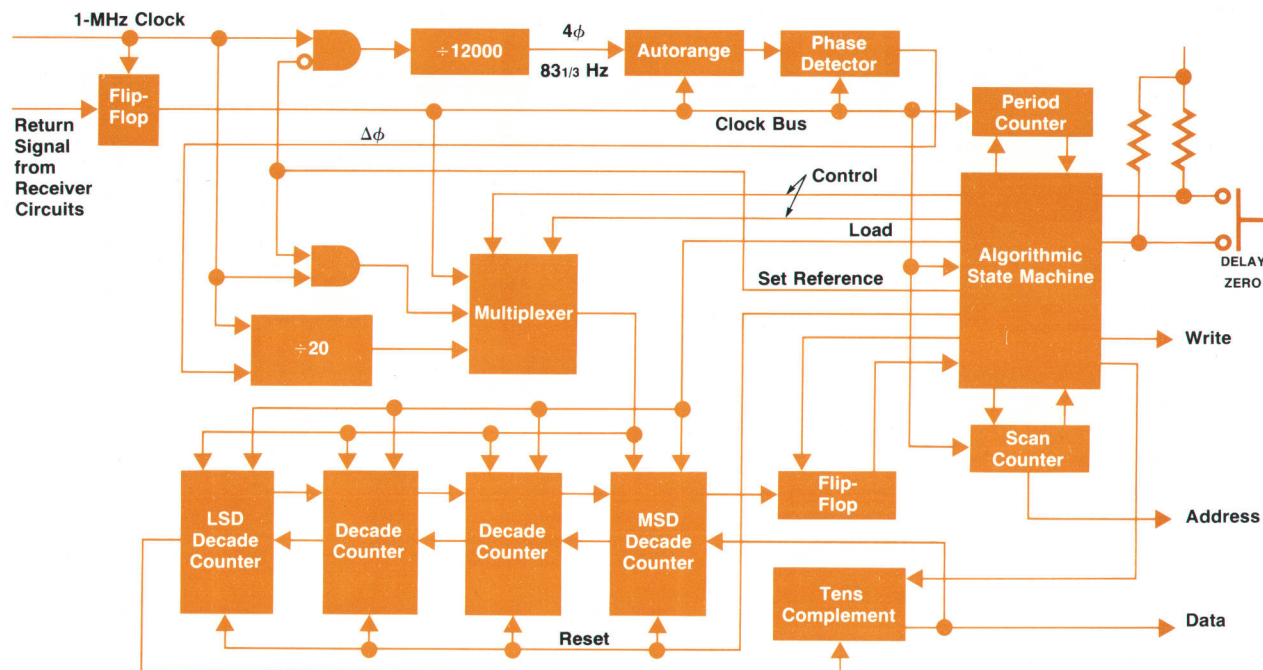 1-MHz Clock
÷12000
4ϕ
83 1/3 Hz
Autorange
Phase
Detector
Flip-
Flop
Return
Signal
from
Receiver
Circuits
Δϕ
Clock Bus
Period
Counter
Control
Load
Set Reference
Algorithmic
State Machine
DELAY
ZERO
Multiplexer
÷20
Write
Scan
Counter
Address
LSD
Decade
Counter
Decade
Counter
Decade
Counter
MSD
Decade
Counter
Flip-
Flop
Tens
Complement
Reset
Data